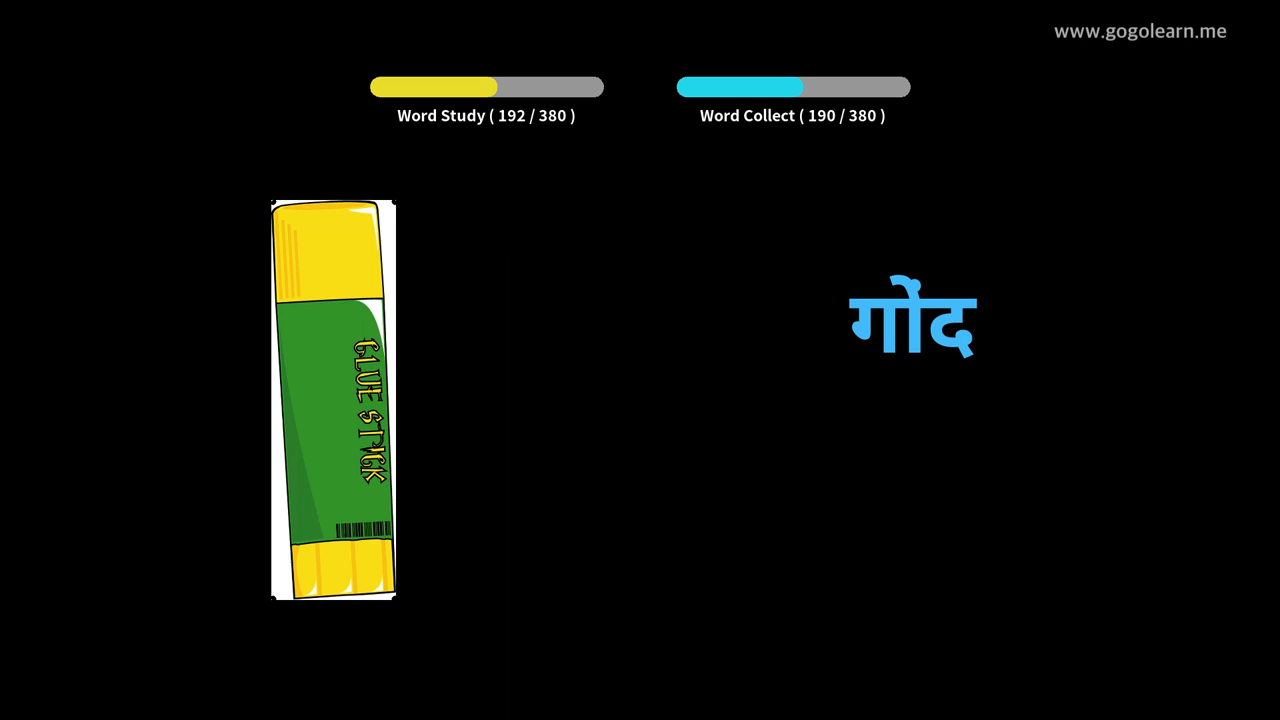 www.gogolearn.me
Word Study ( 192 / 380 )
Word Collect ( 190 / 380 )
गोंद
GLUE STICK